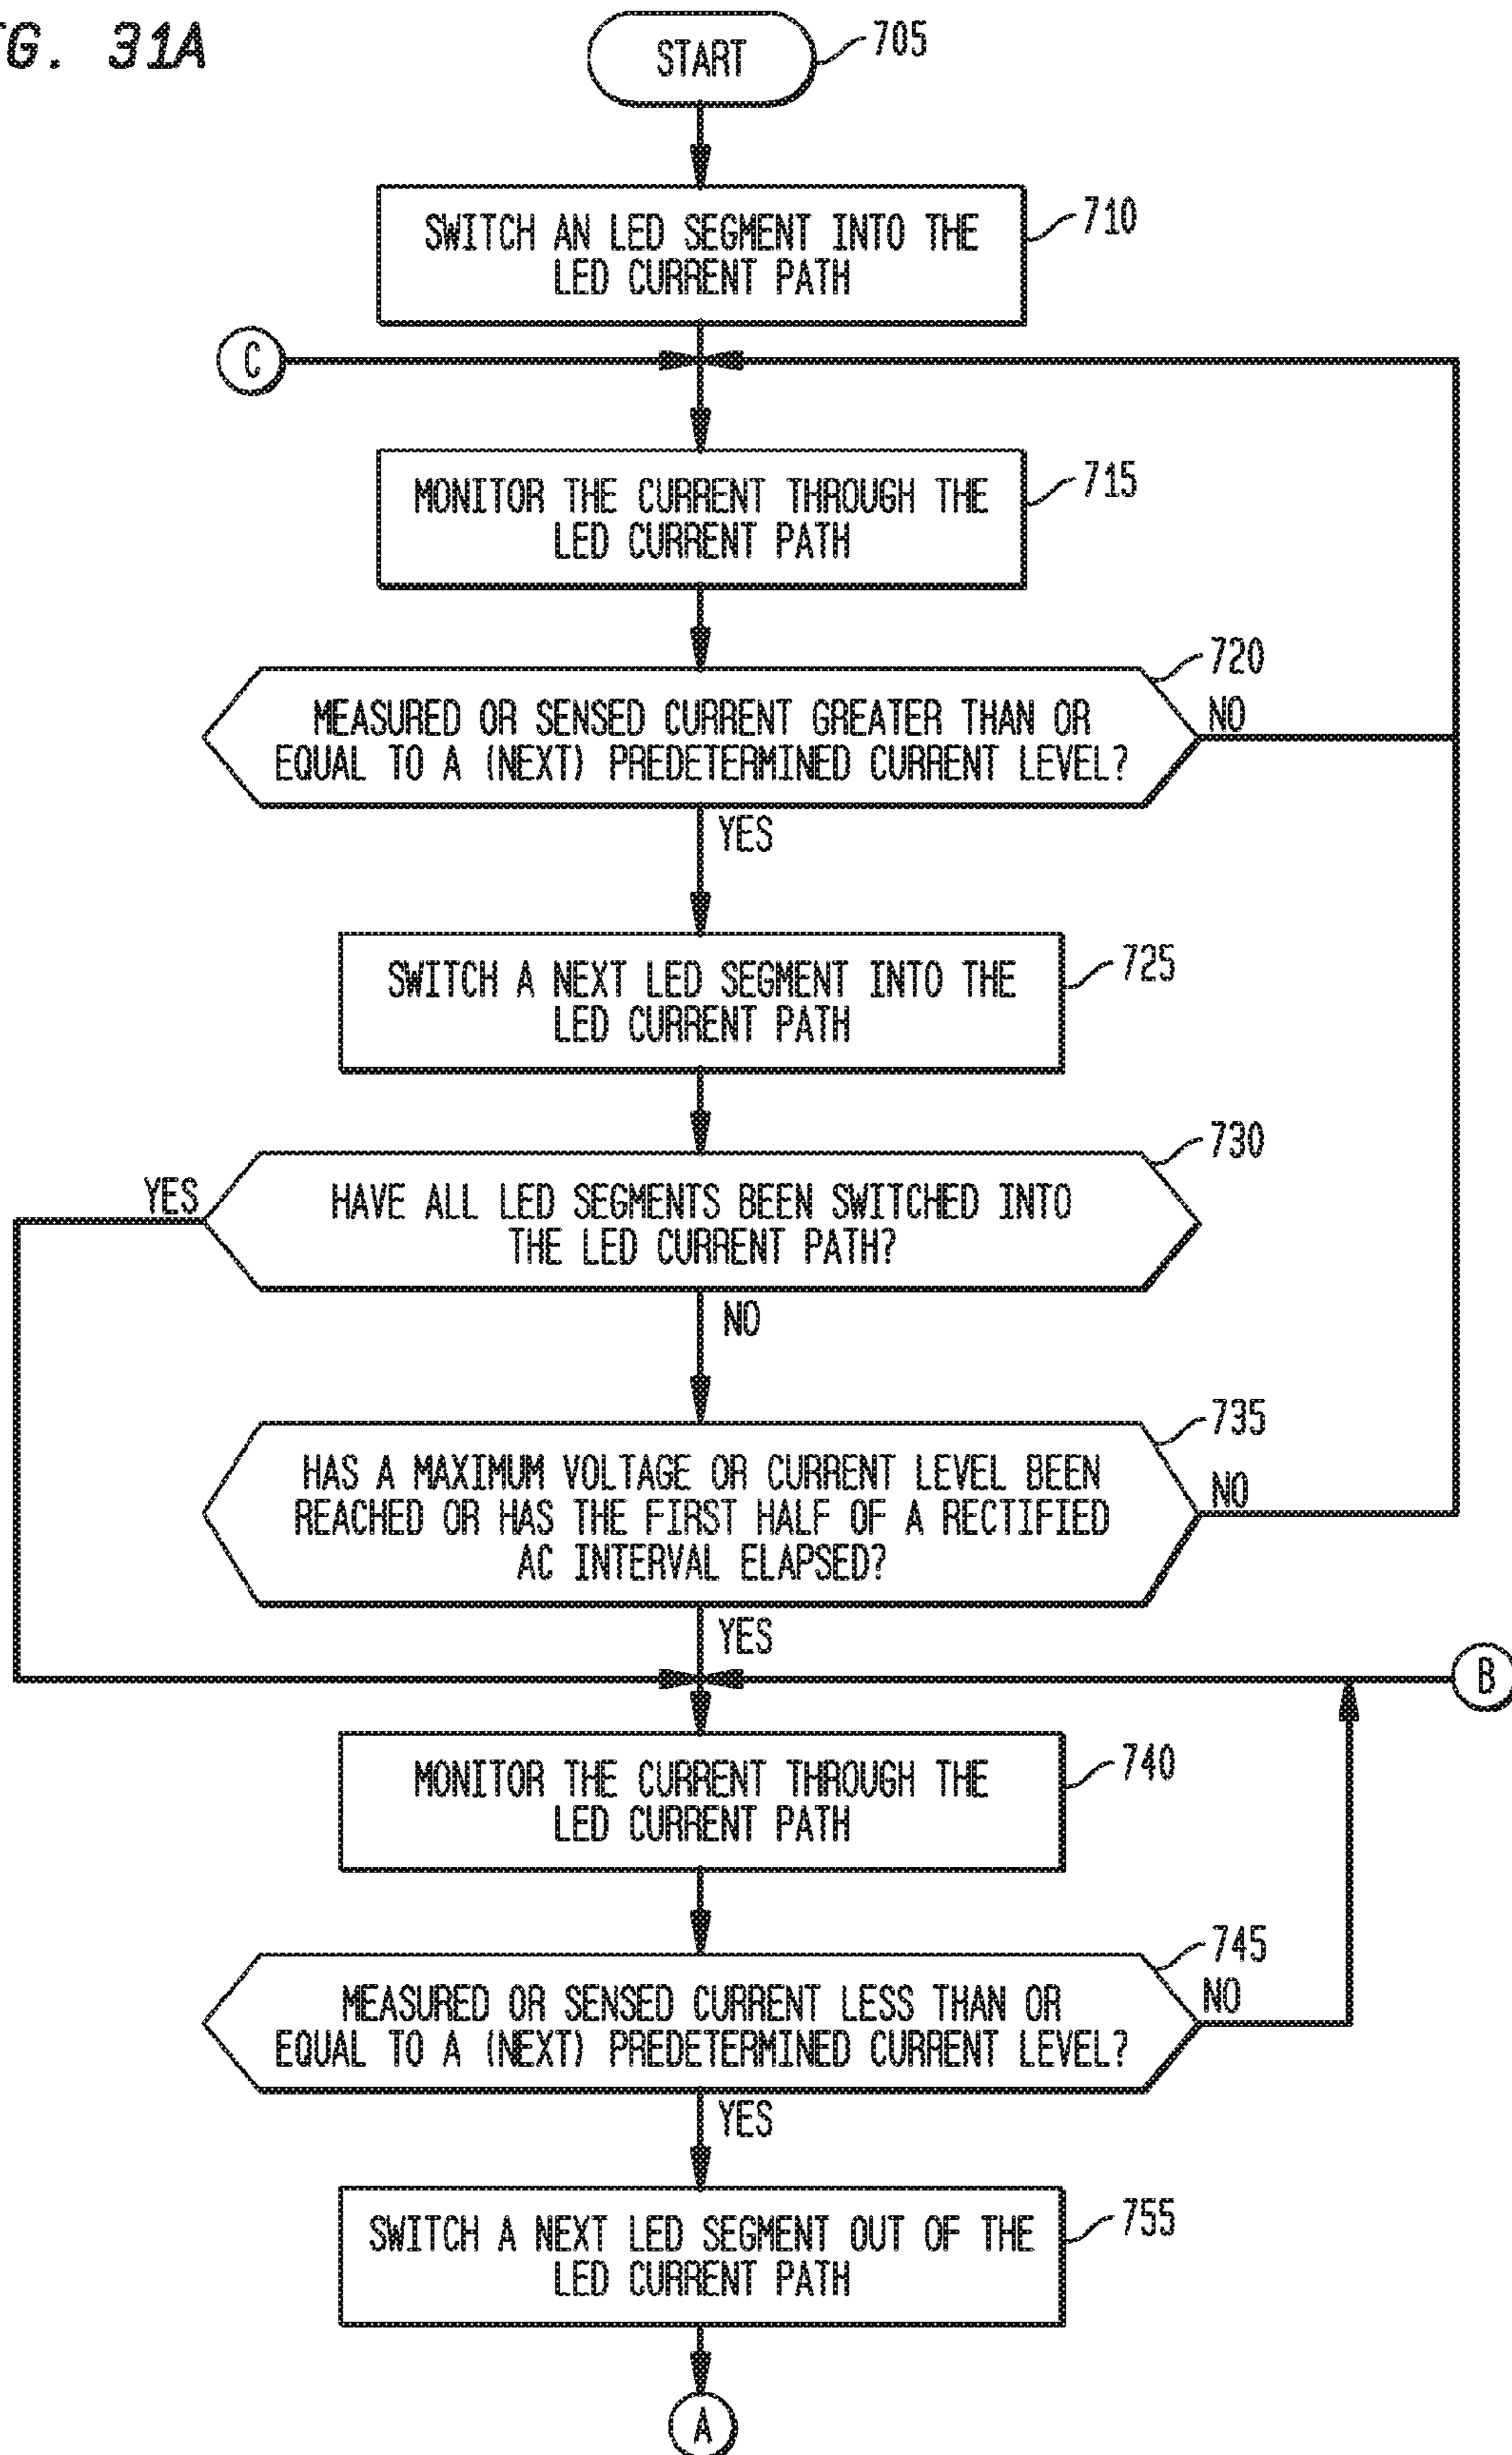 G. 31A
START
705
SWITCH AN LED SEGMENT INTO THE
LED CURRENT PATH
710
C
MONITOR THE CURRENT THROUGH THE
LED CURRENT PATH
715
720
MEASURED OR SENSED CURRENT GREATER THAN OR
EQUAL TO A (NEXT) PREDETERMINED CURRENT LEVEL?
NO
YES
SWITCH A NEXT LED SEGMENT INTO THE
LED CURRENT PATH
725
730
YES
HAVE ALL LED SEGMENTS BEEN SWITCHED INTO
THE LED CURRENT PATH?
NO
735
HAS A MAXIMUM VOLTAGE OR CURRENT LEVEL BEEN
REACHED OR HAS THE FIRST HALF OF A RECTIFIED
AC INTERVAL ELAPSED?
NO
YES
B
MONITOR THE CURRENT THROUGH THE
LED CURRENT PATH
740
745
MEASURED OR SENSED CURRENT LESS THAN OR
EQUAL TO A (NEXT) PREDETERMINED CURRENT LEVEL?
NO
YES
SWITCH A NEXT LED SEGMENT OUT OF THE
LED CURRENT PATH
755
A